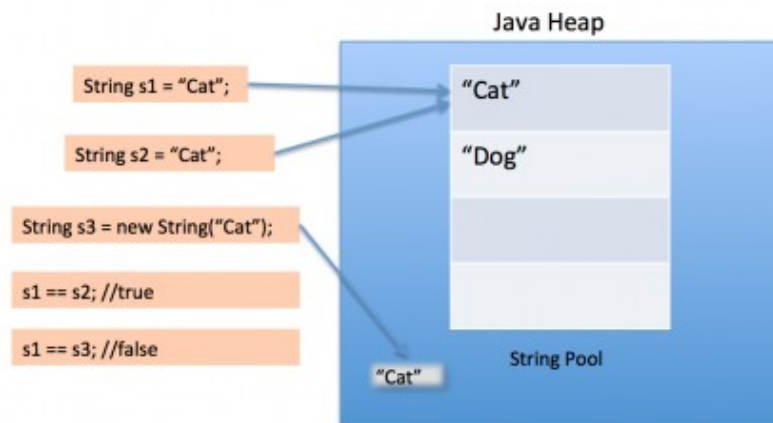 Java Heap
String s1 = “Cat”;
String s2 = “Cat”;
String s3 = new String(“Cat”);
s1 == s2; //true
s1 == s3; //false
“Cat”
“Dog”
String Pool
“Cat”